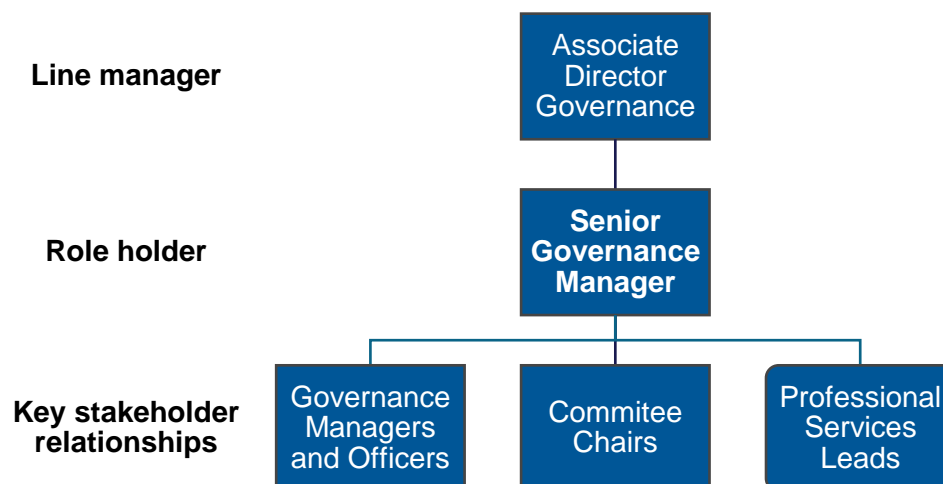 Line manager
Associate
Director
Governance
Role holder
Senior
Governance
Manager
Key stakeholder
relationships
Governance
Managers
and Officers
Commitee
Chairs
Professional
Services
Leads